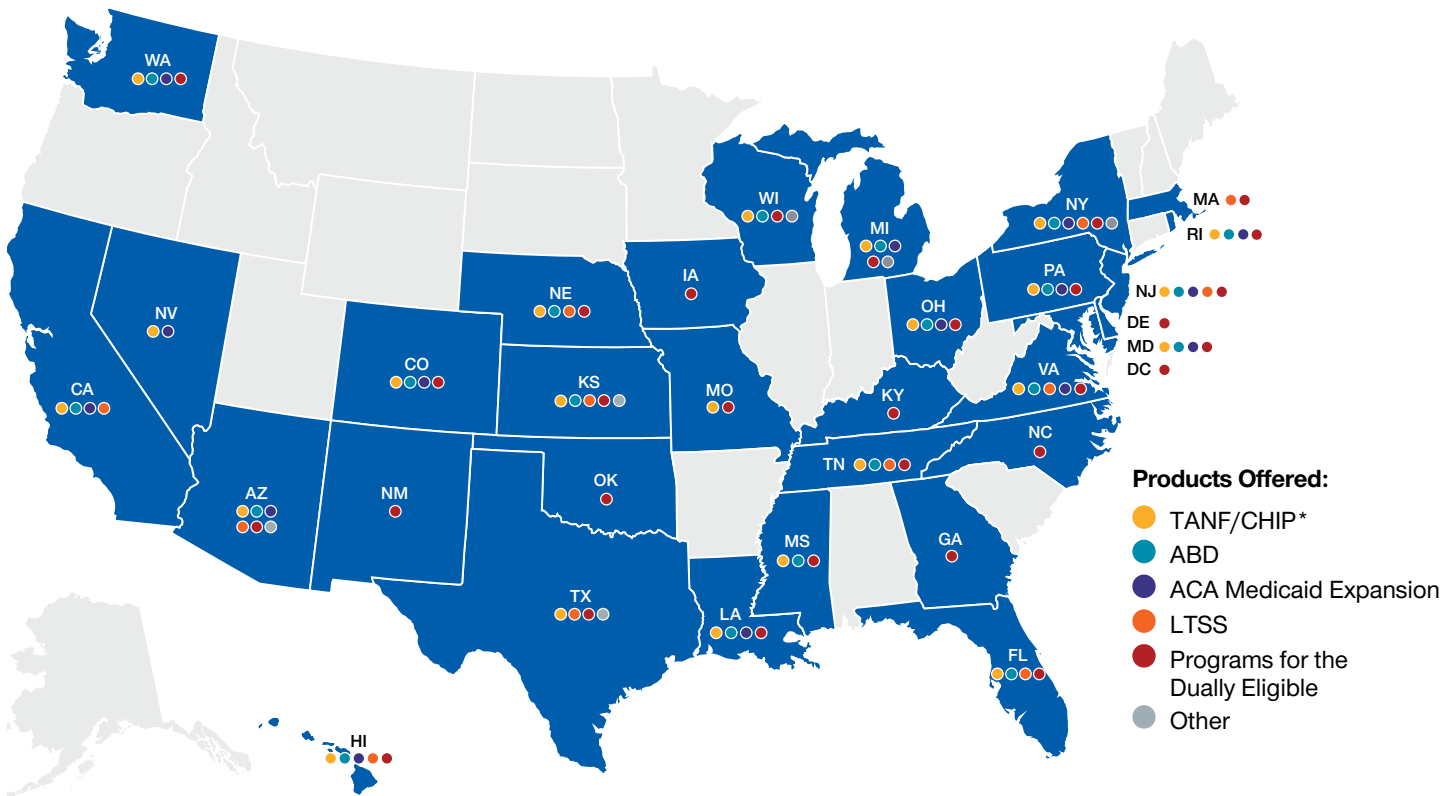 WA
MA
WI
NY
MI
RI
IA
PA
NE
NJ
OH
NV
DE
MD
CO
VA
DC
KS
CA
MO
KY
NC
TN
Products Offered:
AZ
NM
OK
TANF/CHIP*
MS
GA
ABD
ACA Medicaid Expansion
TX
LA
LTSS
FL
Programs for the
Dually Eligible
Other
HI